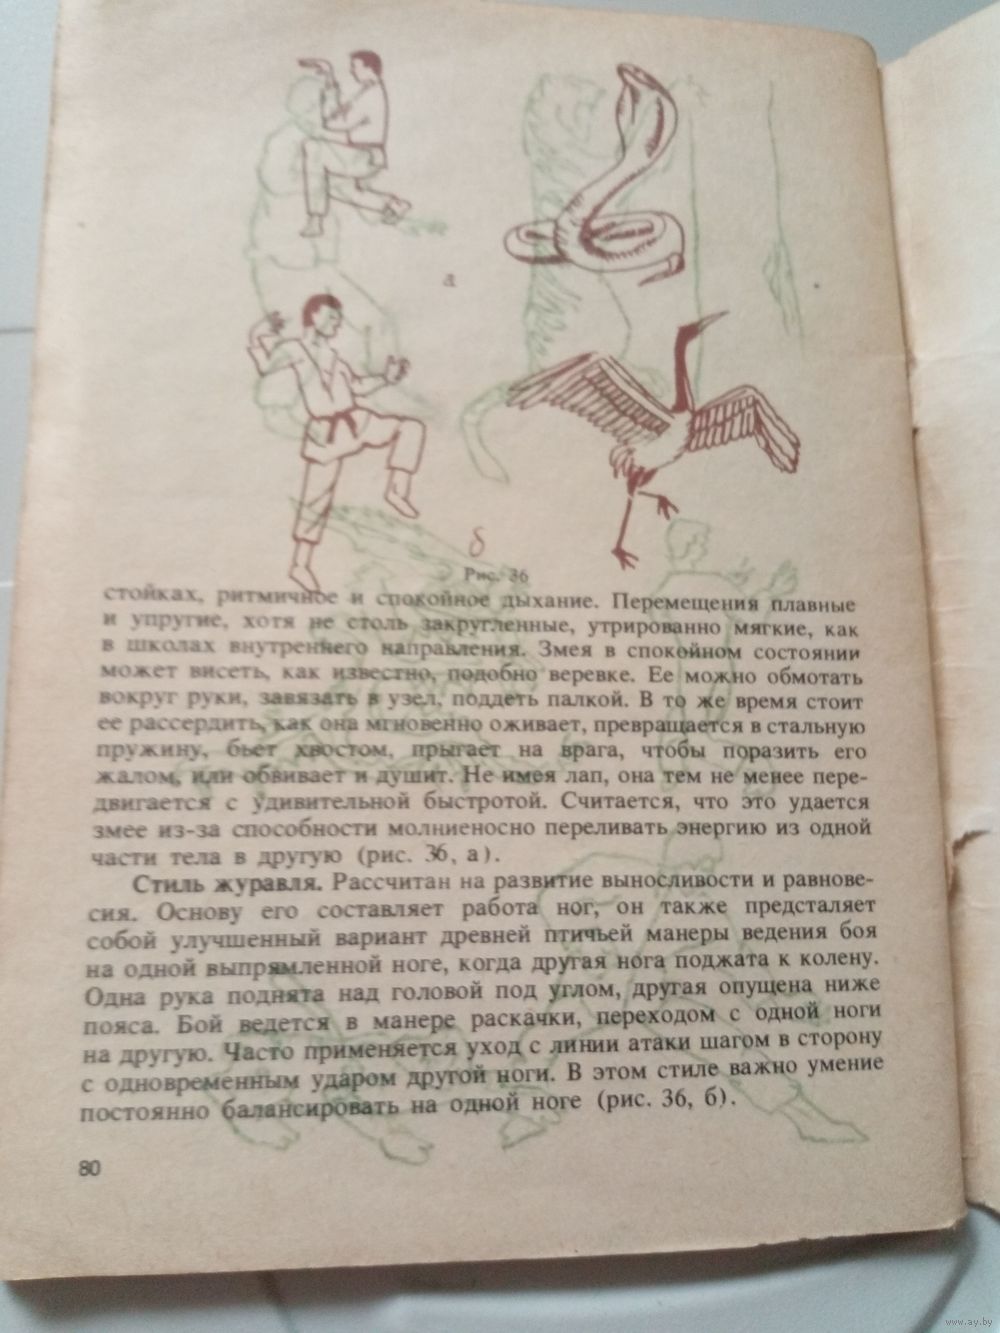 а
б
Рис. 36
стойках, ритмичное и спокойное дыхание. Перемещения плавные
и упругие, хотя не столь закругленные, утрированно мягкие, как
в школах внутреннего направления. Змея в спокойном состоянии
может висеть, как известно, подобно веревке. Ее можно обмотать
вокруг руки, завязать в узел, поддеть палкой. В то же время стоит
ее рассердить, как она мгновенно оживает, превращается в стальную
пружину, бьет хвостом, прыгает на врага, чтобы поразить его
жалом, или обвивает и душит. Не имея лап, она тем не менее пере-
двигается с удивительной быстротой. Считается, что это удается
змее из-за способности молниеносно переливать энергию из одной
части тела в другую (рис. 36, а).
Стиль журавля. Рассчитан на развитие выносливости и равнове-
сия. Основу его составляет работа ног, он также предсталяет
собой улучшенный вариант древней птичьей манеры ведения боя
на одной выпрямленной ноге, когда другая нога поджата к колену.
Одна рука поднята над головой под углом, другая опущена ниже
пояса. Бой ведется в манере раскачки, переходом с одной ноги
на другую. Часто применяется уход с линии атаки шагом в сторону
с одновременным ударом другой ноги. В этом стиле важно умение
постоянно балансировать на одной ноге (рис. 36, б).
80
www.ay.by